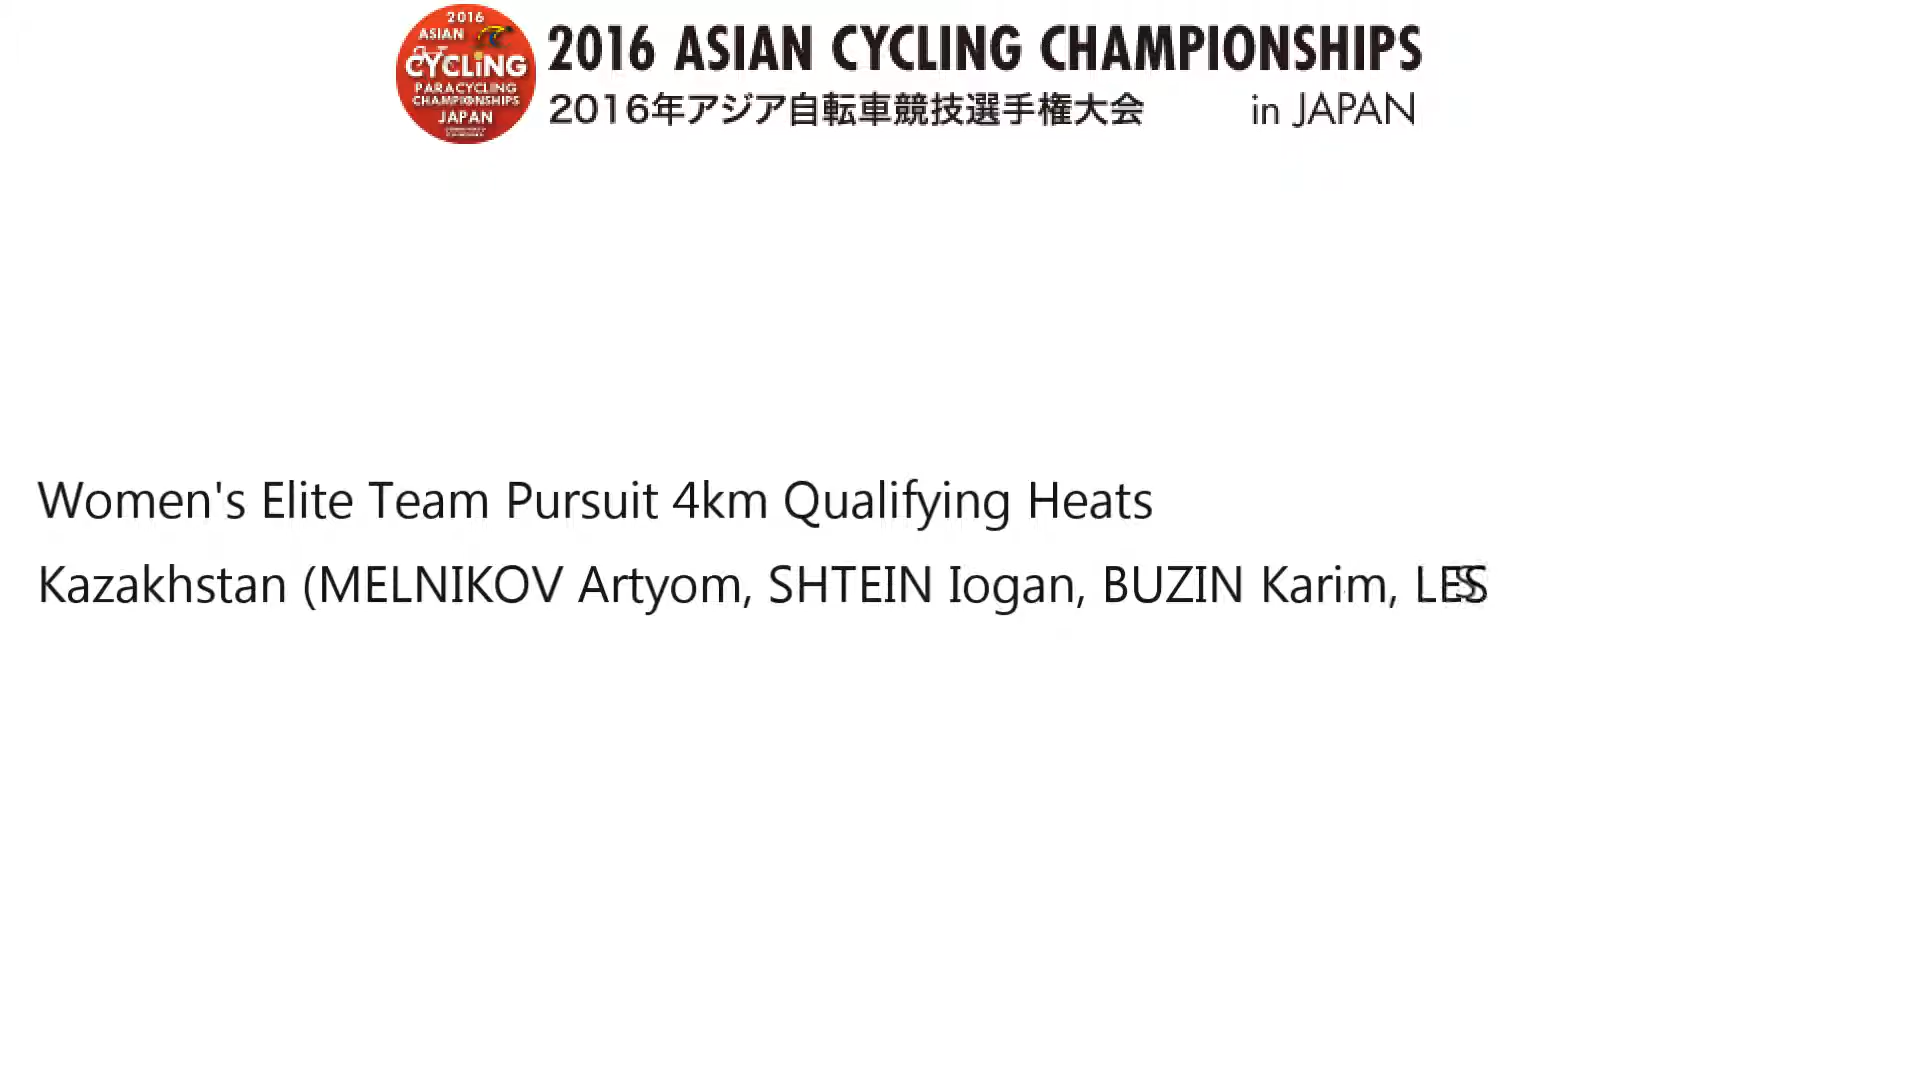 2016
ASIAN
CYCLING
PARACYCLING
CHAMPIONSHIPS
JAPAN
2016 ASIAN CYCLING CHAMPIONSHIPS
2016年アジア自転車競技選手権大会 in JAPAN
Women's Elite Team Pursuit 4km Qualifying Heats
Kazakhstan (MELNIKOV Artyom, SHTEIN Iogan, BUZIN Karim, LES